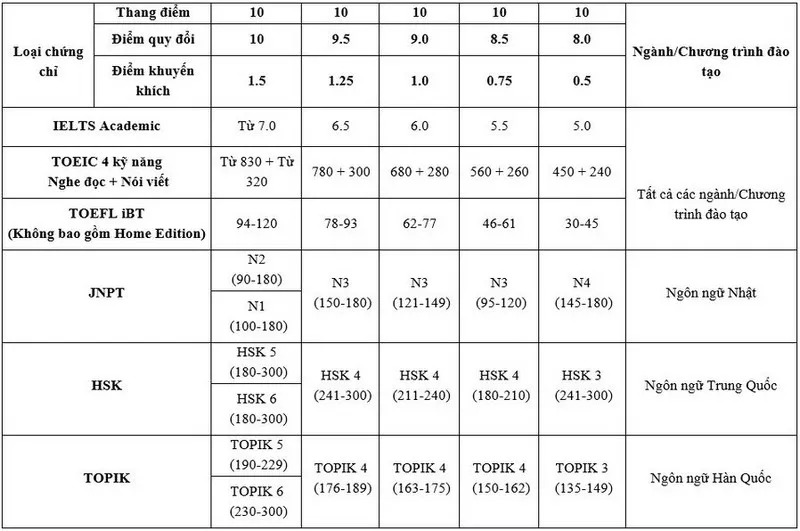 Loại chứng chỉ
Thang điểm 10 10 10 10 10 Ngành/Chương trình đào tạo
Điểm quy đổi 10 9.5 9.0 8.5 8.0
Điểm khuyến khích 1.5 1.25 1.0 0.75 0.5
IELTS Academic Từ 7.0 6.5 6.0 5.5 5.0 Tất cả các ngành/Chương trình đào tạo
TOEIC 4 kỹ năng
Nghe đọc + Nói viết
Từ 830 + Từ 320 780 + 300 680 + 280 560 + 260 450 + 240
TOEFL iBT
(Không bao gồm Home Edition)
94-120 78-93 62-77 46-61 30-45
JNPT
N2
(90-180)
N1
(100-180)
N3
(150-180)
N3
(121-149)
N3
(95-120)
N4
(145-180)
Ngôn ngữ Nhật
HSK
HSK 5
(180-300)
HSK 6
(180-300)
HSK 4
(241-300)
HSK 4
(211-240)
HSK 4
(180-210)
HSK 3
(241-300)
Ngôn ngữ Trung Quốc
TOPIK
TOPIK 5
(190-229)
TOPIK 6
(230-300)
TOPIK 4
(176-189)
TOPIK 4
(163-175)
TOPIK 4
(150-162)
TOPIK 3
(135-149)
Ngôn ngữ Hàn Quốc